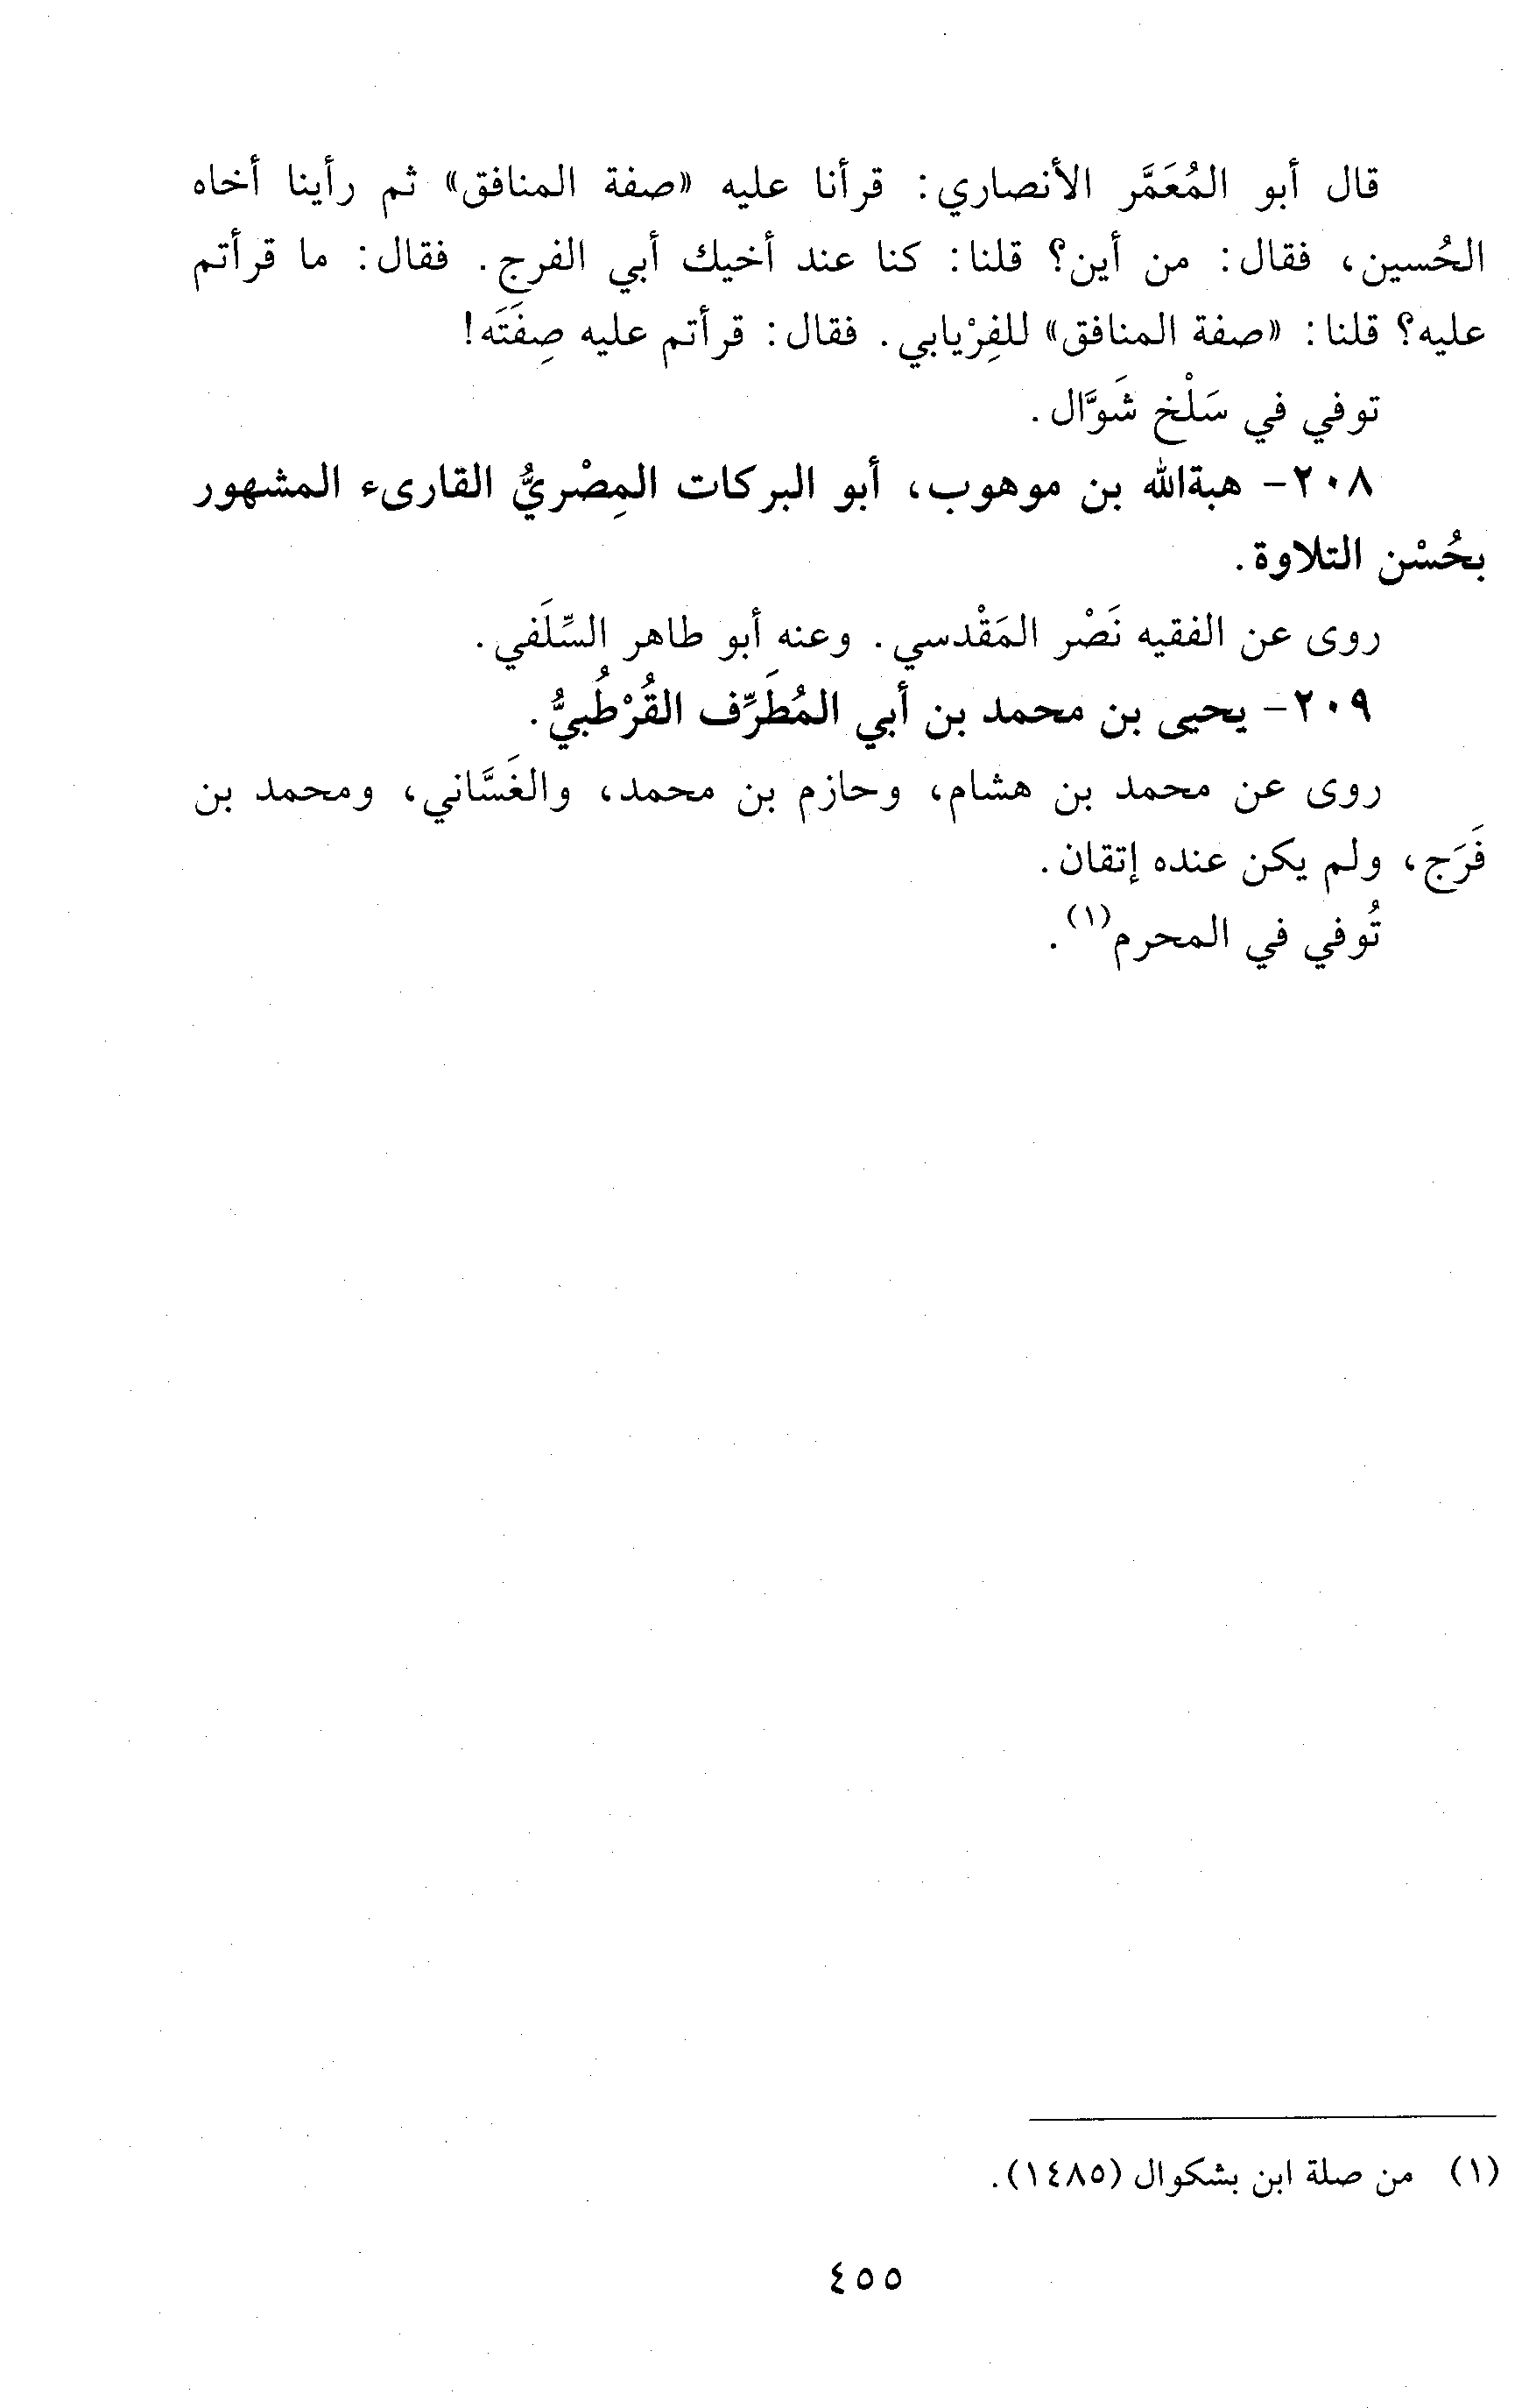 قال أبو المُعَمَّر الأنصاري: قرأنا عليه «صفة المنافق» ثم رأينا أخاه
الحُسين، فقال: من أين؟ قلنا: كنا عند أخيك أبي الفرج. فقال: ما قرأتم
عليه؟ قلنا: «صفة المنافق» للفِرْيابي. فقال: قرأتم عليه صِفَتَه!
توفي في سَلْخ شَوَّال.
٢٠٨- هبةالله بن موهوب، أبو البركات المِصْريُّ القارىء المشهور
بحُسْن التلاوة.
روى عن الفقيه نَصْر المَقْدسي. وعنه أبو طاهر السِّلَفي.
٢٠٩- يحيى بن محمد بن أبي المُطَرِّف القُرْطُبيُّ.
روى عن محمد بن هشام، وحازم بن محمد، والغَسَّاني، ومحمد بن
فَرَج، ولم يكن عنده إتقان.
تُوفي في المحرم(١).
(١) من صلة ابن بشكوال (١٤٨٥).
٤٥٥